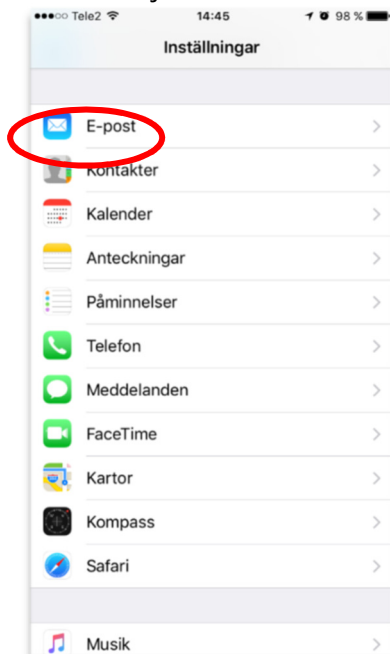 Tele2 14:45 98 %
Inställningar
E-post
Kontakter
Kalender
Anteckningar
Påminnelser
Telefon
Meddelanden
FaceTime
Kartor
Kompass
Safari
Musik